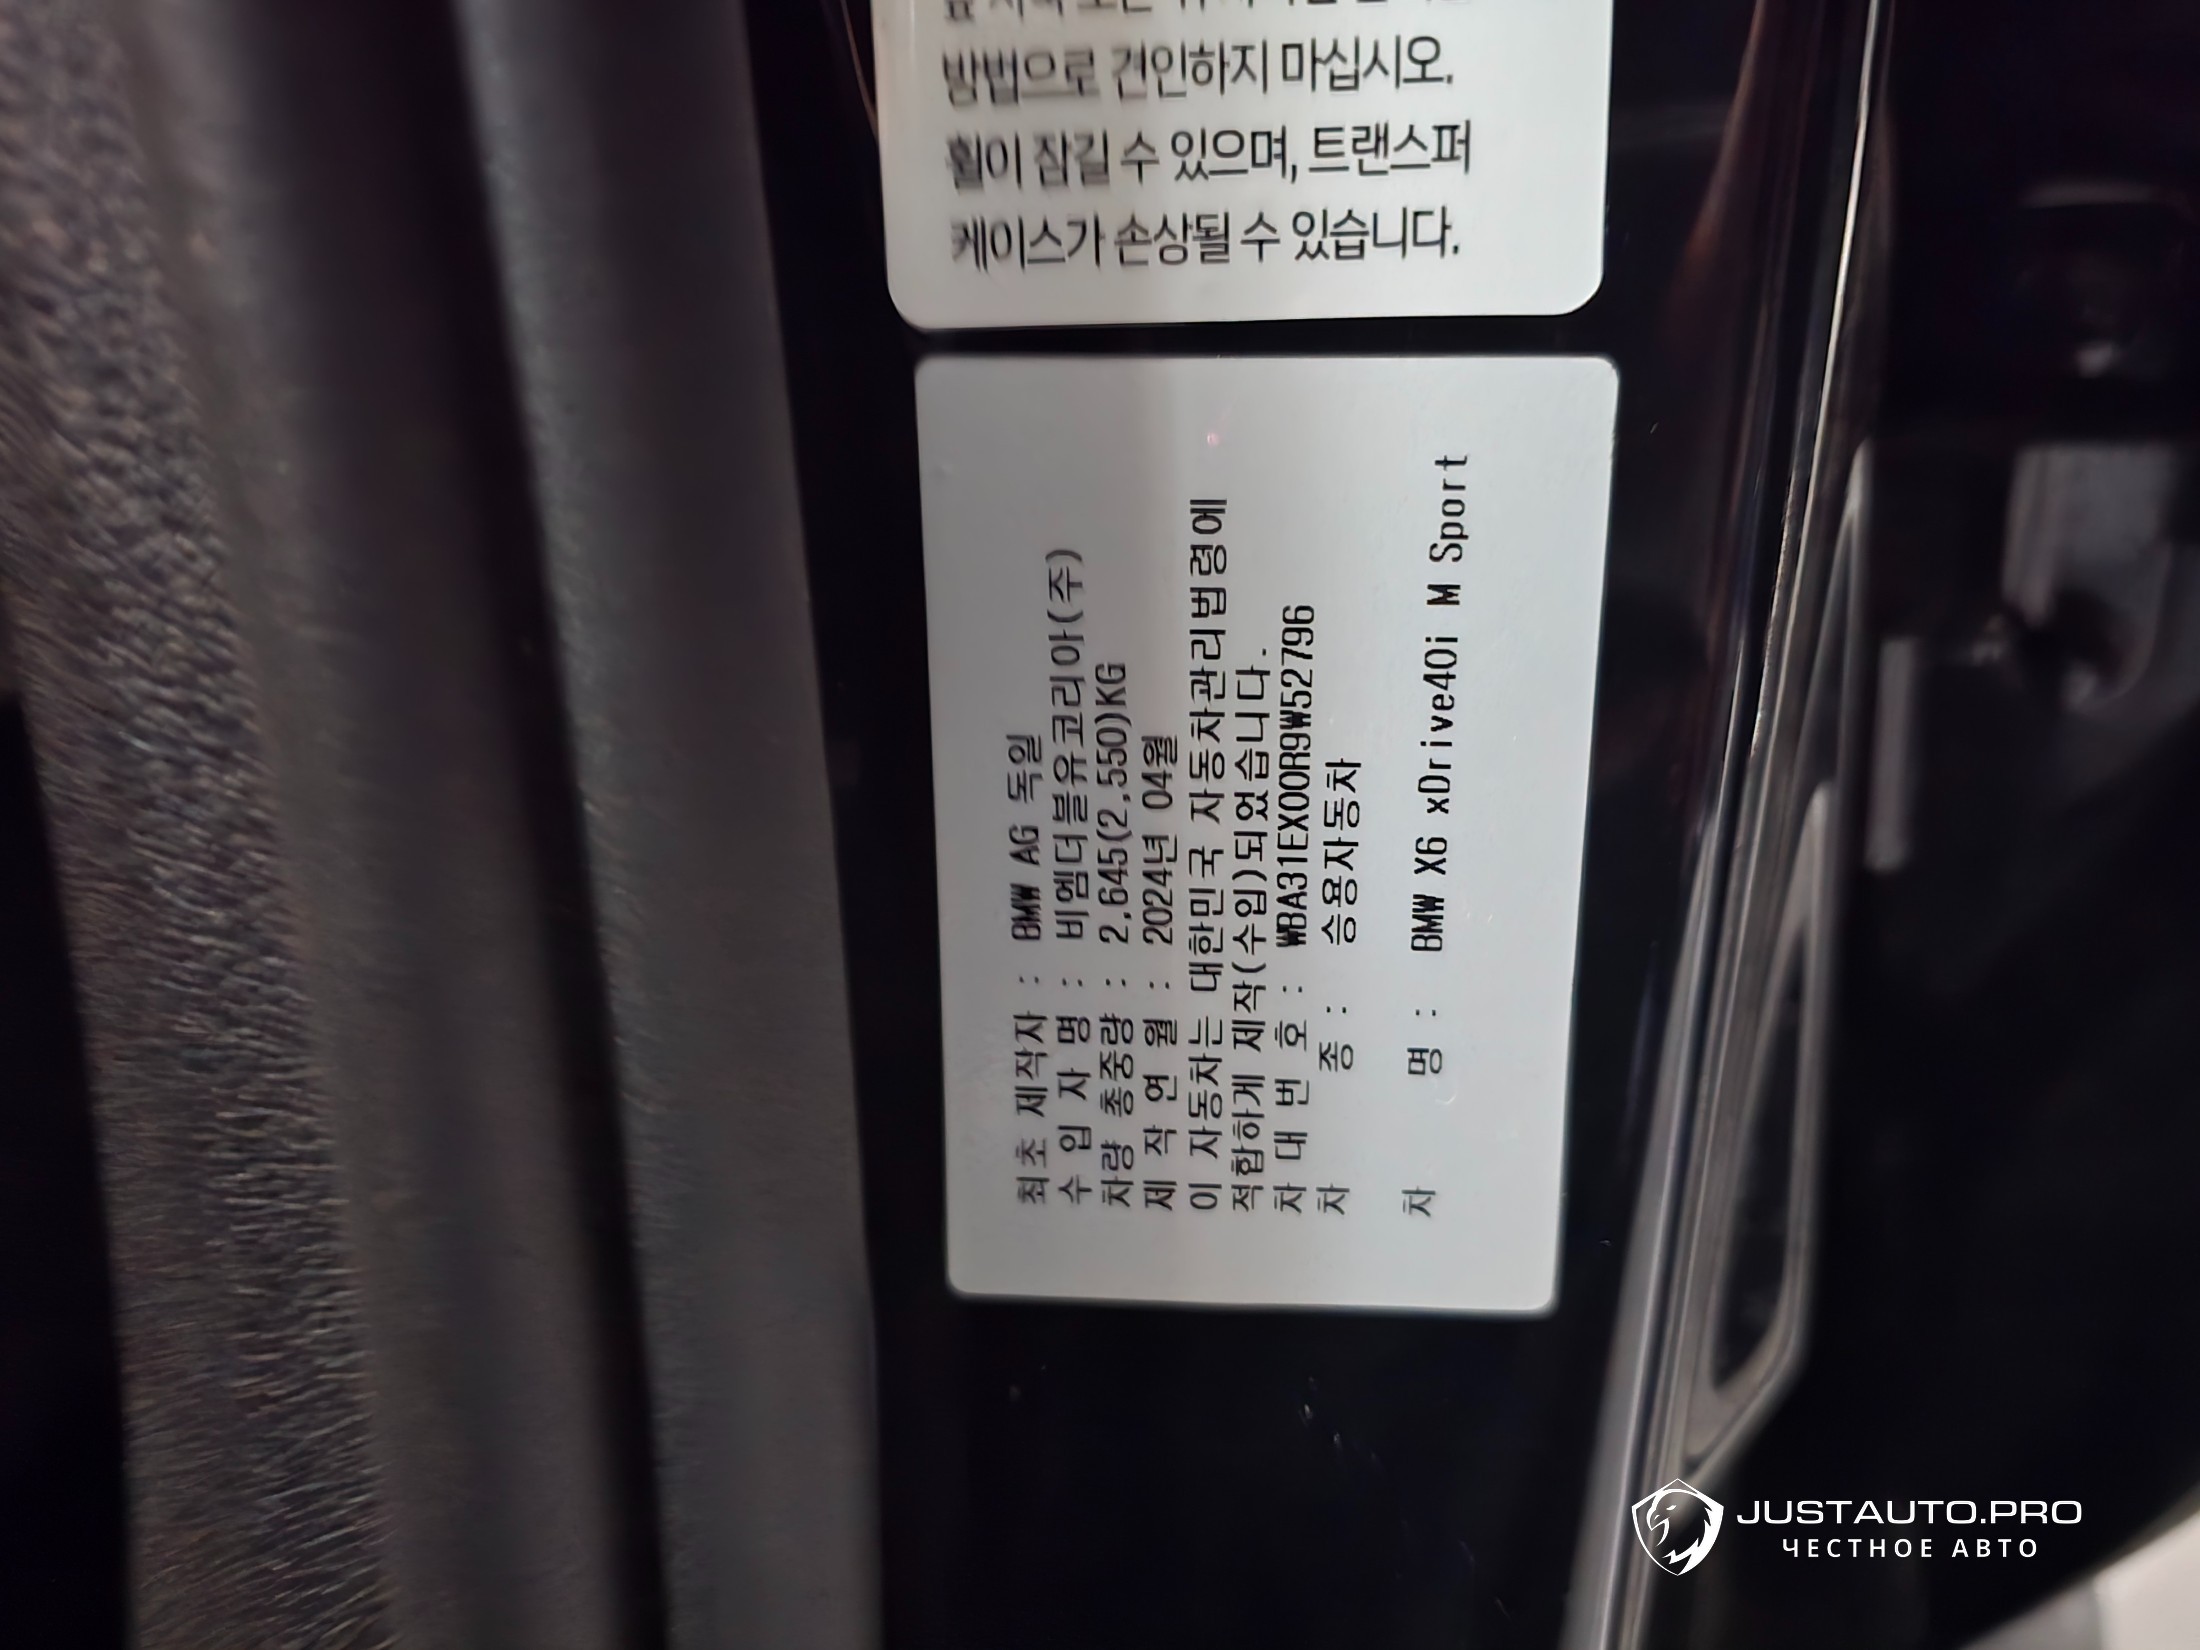 방법으로 견인하지 마십시오.
휠이 잠길 수 있으며, 트랜스퍼
케이스가 손상될 수 있습니다.
최초 제작자 : BMW AG 독일
수 입 자 명 : 비엠더블유코리아(주)
차량 총중량 : 2,645(2,550)KG
제 작 연 월 : 2024년 04월
이 자동차는 대한민국 자동차관리법령에
적합하게 제작(수입)되었습니다.
차 대 번 호 : WBA31EX00R9W52796
차 종 : 승용자동차
차 명 : BMW X6 xDrive40i M Sport
JUSTAUTO.PRO
ЧЕСТНОЕ АВТО